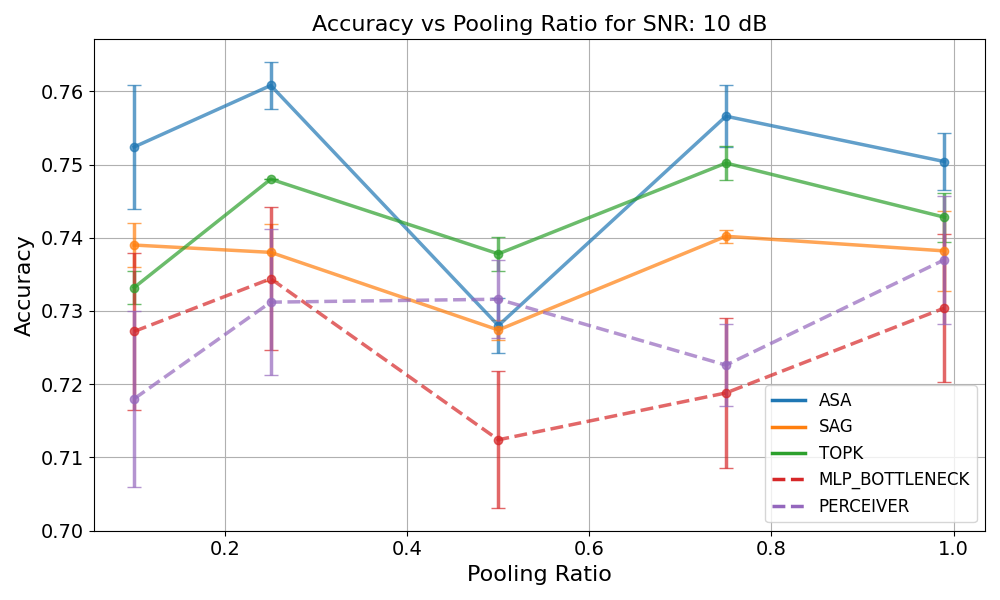 Accuracy vs Pooling Ratio for SNR: 10 dB
Accuracy
0.76
0.75
0.74
0.73
0.72
0.71
0.70
0.2
0.4
0.6
0.8
1.0
Pooling Ratio
ASA
SAG
TOPK
MLP_BOTTLENECK
PERCEIVER